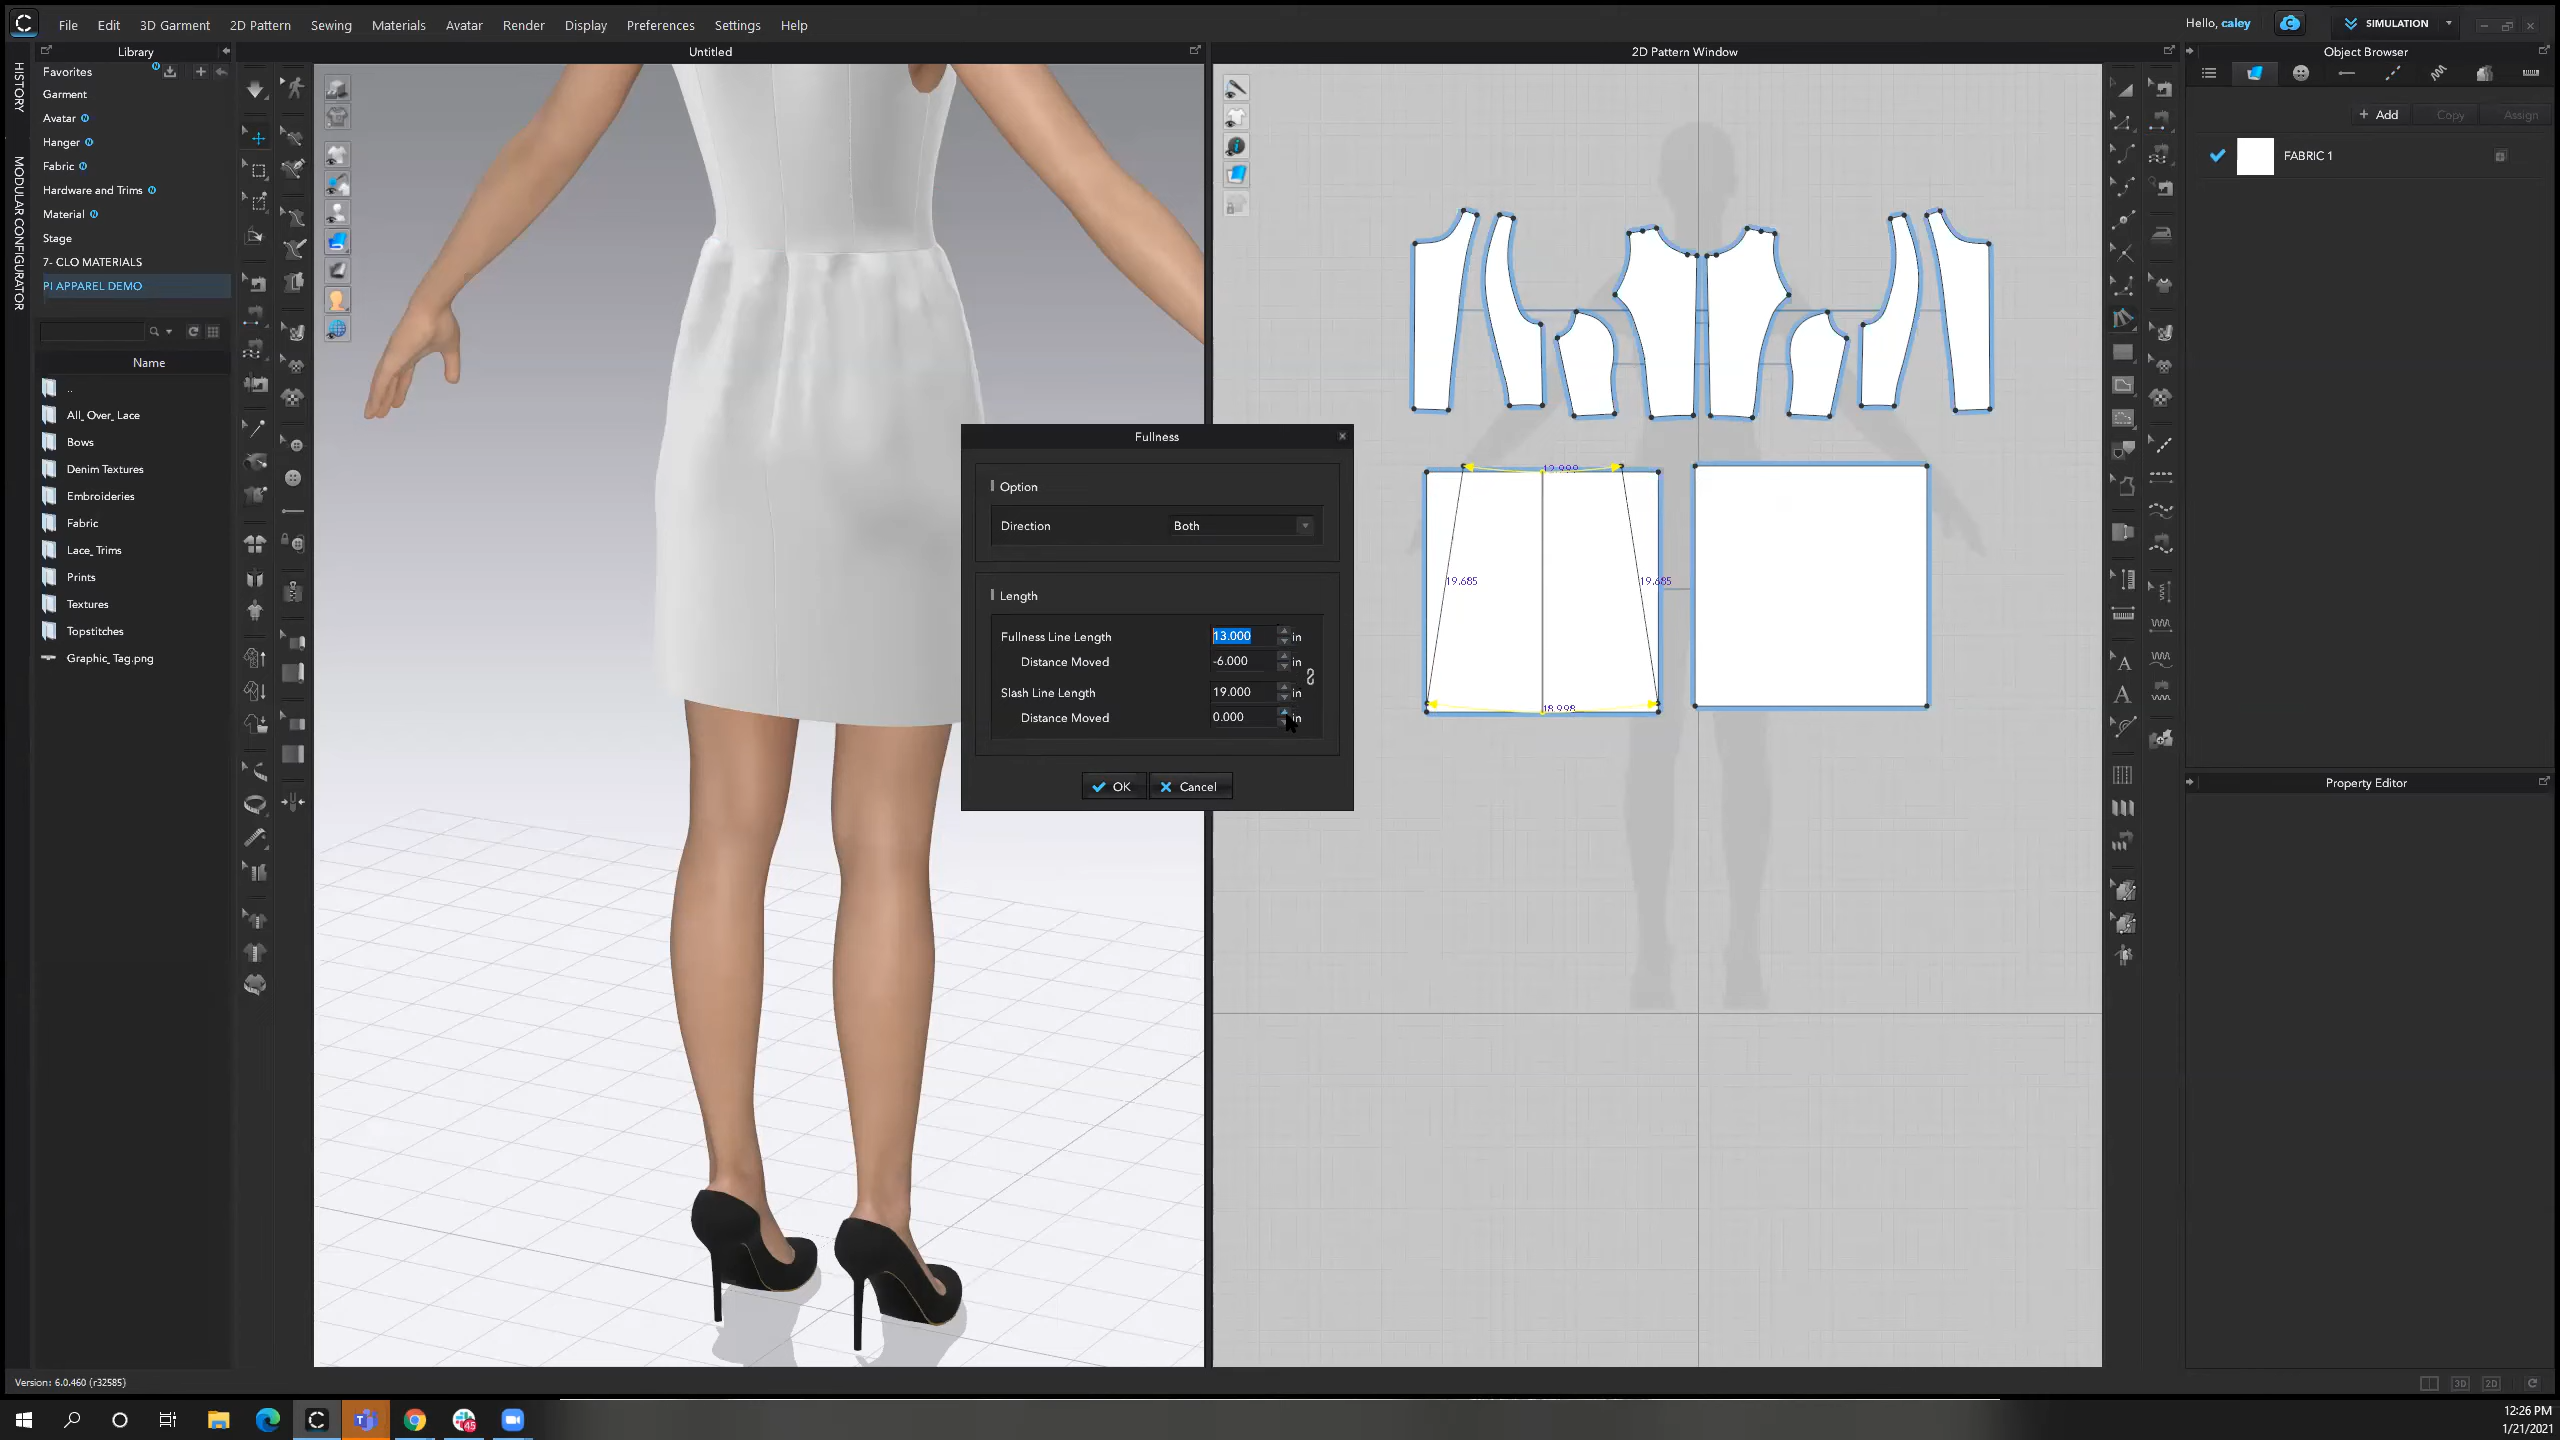 File Edit 3D Garment 2D Pattern Sewing Materials Avatar Render Display Preferences Settings Help
Hello, caley
SIMULATION
Library
Untitled
2D Pattern Window
Object Browser
HISTORY
MODULAR CONFIGURATOR
Favorites
Garment
Avatar
Hanger
Fabric
Hardware and Trims
Material
Stage
7- CLO MATERIALS
PI APPAREL DEMO
Name
..
All_Over_Lace
Bows
Denim Textures
Embroideries
Fabric
Lace_Trims
Prints
Textures
Topstitches
Graphic_Tag.png
+ Add
Copy
Assign
FABRIC 1
Fullness
Option
Direction
Both
Length
Fullness Line Length
13.000
in
Distance Moved
-6.000
in
Slash Line Length
19.000
in
Distance Moved
0.000
in
OK
Cancel
19.685
19.685
18.998
Property Editor
Version: 6.0.460 (r32585)
3D
2D
45
12:26 PM
1/21/2021